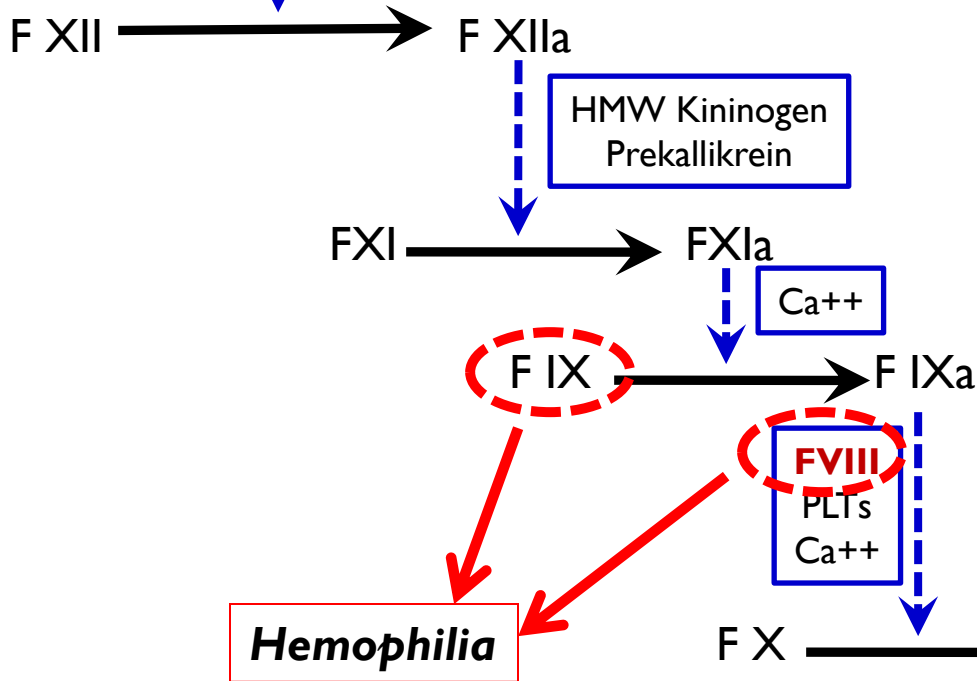 F XII
F XIIa
HMW Kininogen
Prekallikrein
FXI
FXIa
Ca++
F IX
F IXa
FVIII
PLTs
Ca++
Hemophilia
F X